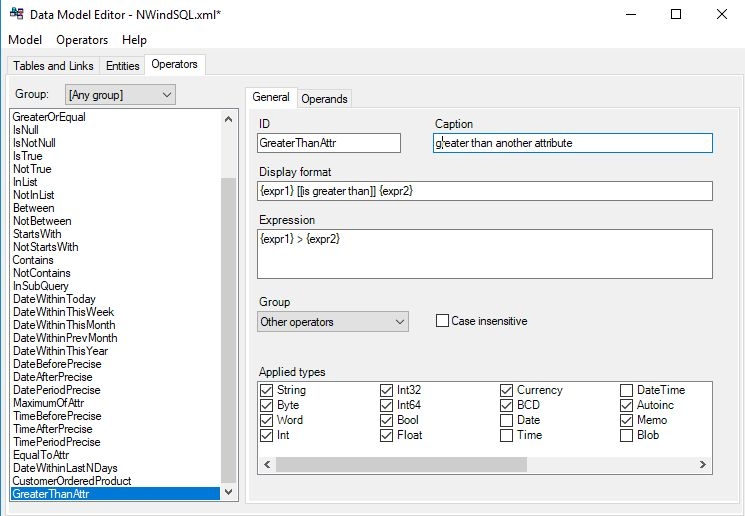 Data Model Editor - NWindSQL.xml*
Model Operators Help
Tables and Links Entities Operators
Group: [Any group]
GreaterOrEqual
IsNull
IsNotNull
IsTrue
NotTrue
InList
NotInList
Between
NotBetween
StartsWith
NotStartsWith
Contains
NotContains
InSubQuery
DateWithinToday
DateWithinThisWeek
DateWithinThisMonth
DateWithinPrevMonth
DateWithinThisYear
DateBeforePrecise
DateAfterPrecise
DatePeriodPrecise
MaximumOfAttr
TimeBeforePrecise
TimeAfterPrecise
TimePeriodPrecise
EqualToAttr
DateWithinLastNDays
CustomerOrderedProduct
GreaterThanAttr
General Operands
ID Caption
GreaterThanAttr greater than another attribute
Display format
{expr1} [[is greater than]] {expr2}
Expression
{expr1} > {expr2}
Group
Other operators Case insensitive
Applied types
String Int32 Currency DateTime
Byte Int64 BCD Autoinc
Word Bool Date Memo
Int Float Time Blob